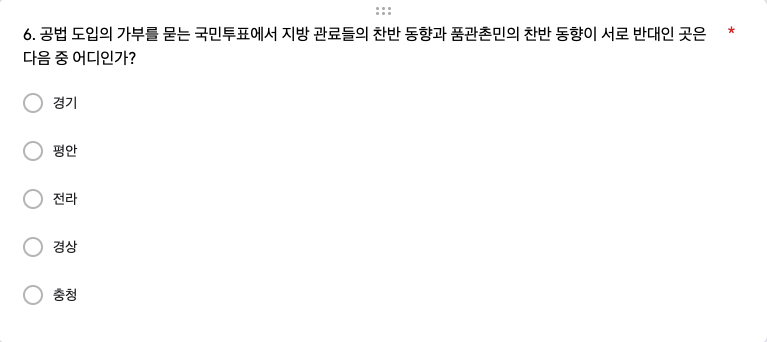 6. 공법 도입의 가부를 묻는 국민투표에서 지방 관료들의 찬반 동향과 품관촌민의 찬반 동향이 서로 반대인 곳은 *
다음 중 어디인가?
경기
평안
전라
경상
충청